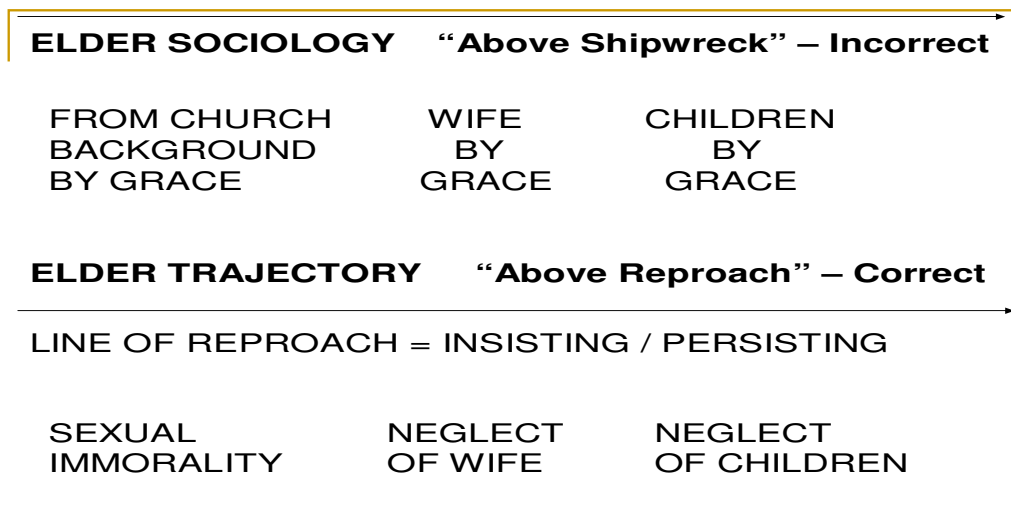 ELDER SOCIOLOGY “Above Shipwreck” – Incorrect
FROM CHURCH WIFE CHILDREN
BACKGROUND BY BY
BY GRACE GRACE GRACE
ELDER TRAJECTORY “Above Reproach” – Correct
LINE OF REPROACH = INSISTING / PERSISTING
SEXUAL NEGLECT NEGLECT
IMMORALITY OF WIFE OF CHILDREN